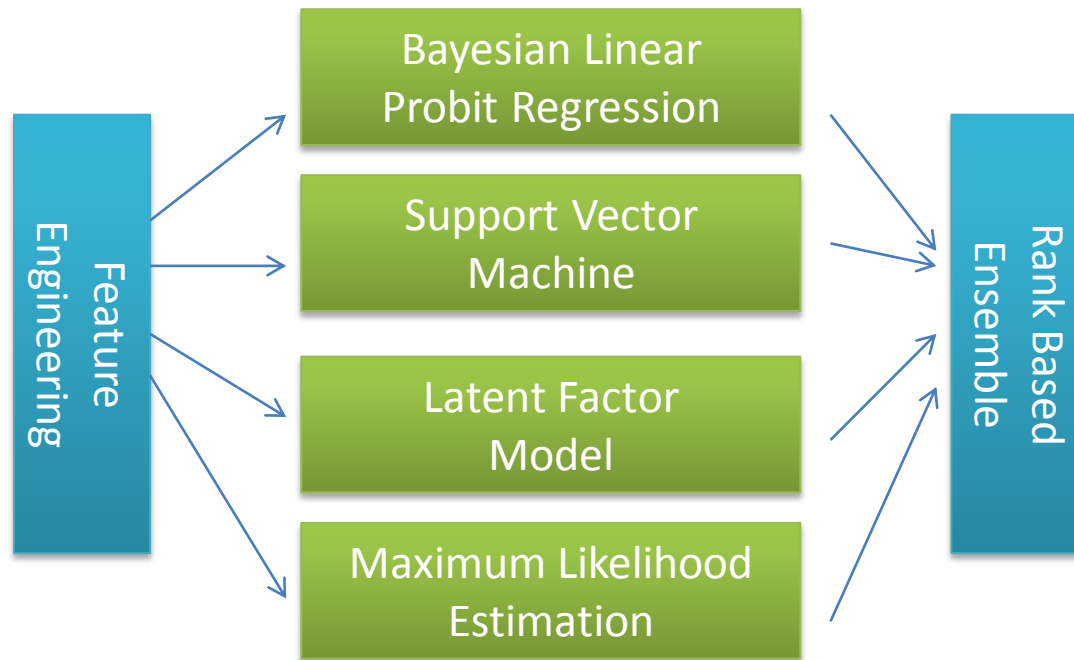 Feature
Engineering
Bayesian Linear
Probit Regression
Support Vector
Machine
Latent Factor
Model
Maximum Likelihood
Estimation
Rank Based
Ensemble